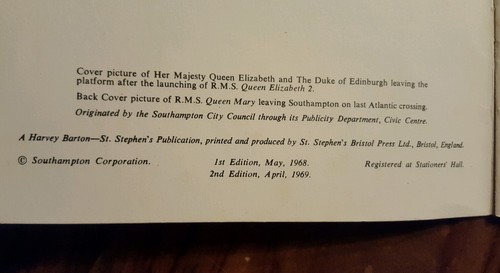 Cover picture of Her Majesty Queen Elizabeth and The Duke of Edinburgh leaving the
platform after the launching of R.M.S. Queen Elizabeth 2.
Back Cover picture of R.M.S. Queen Mary leaving Southampton on last Atlantic crossing.
Originated by the Southampton City Council through its Publicity Department, Civic Centre.
A Harvey Barton—St. Stephen's Publication, printed and produced by St. Stephen's Bristol Press Ltd., Bristol, England.
© Southampton Corporation. 1st Edition, May, 1968. Registered at Stationers' Hall.
2nd Edition, April, 1969.